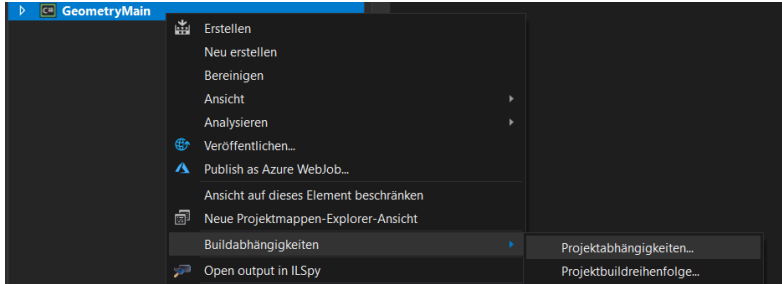 C# GeometryMain
Erstellen
Neu erstellen
Bereinigen
Ansicht
Analysieren
Veröffentlichen...
Publish as Azure WebJob...
Ansicht auf dieses Element beschränken
Neue Projektmappen-Explorer-Ansicht
Buildabhängigkeiten
Projektabhängigkeiten...
Open output in ILSpy
Projektbuildreihenfolge...